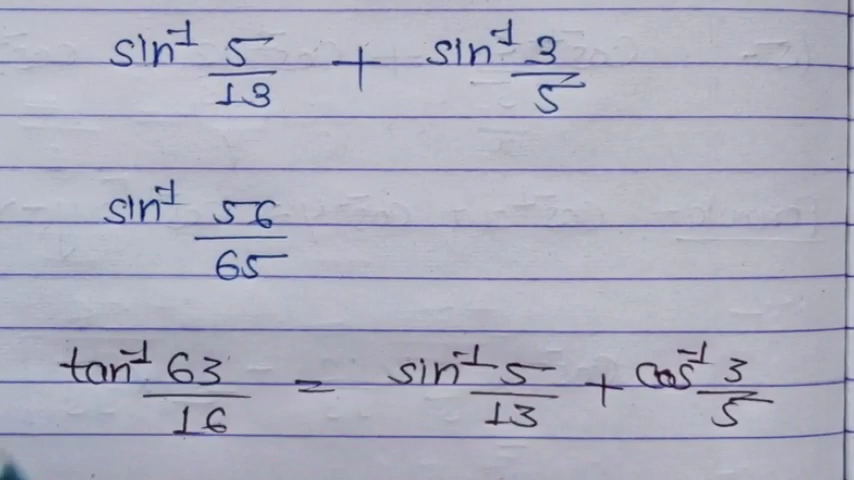 sin⁻¹ 5/13 + sin⁻¹ 3/5
sin⁻¹ 56/65
tan⁻¹ 63/16 = sin⁻¹ 5/13 + cos⁻¹ 3/5